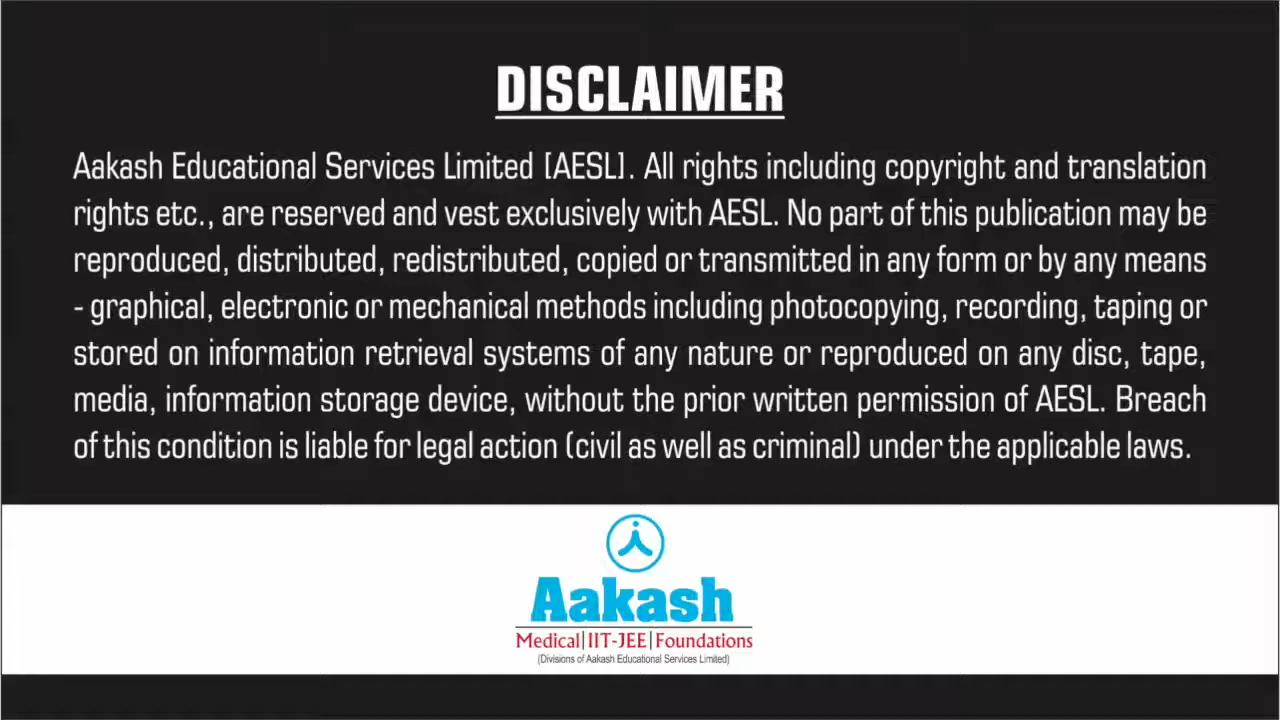 DISCLAIMER
Aakash Educational Services Limited [AESL]. All rights including copyright and translation
rights etc., are reserved and vest exclusively with AESL. No part of this publication may be
reproduced, distributed, redistributed, copied or transmitted in any form or by any means
- graphical, electronic or mechanical methods including photocopying, recording, taping or
stored on information retrieval systems of any nature or reproduced on any disc, tape,
media, information storage device, without the prior written permission of AESL. Breach
of this condition is liable for legal action (civil as well as criminal) under the applicable laws.
Aakash
Medical|IIT-JEE|Foundations
(Divisions of Aakash Educational Services Limited)